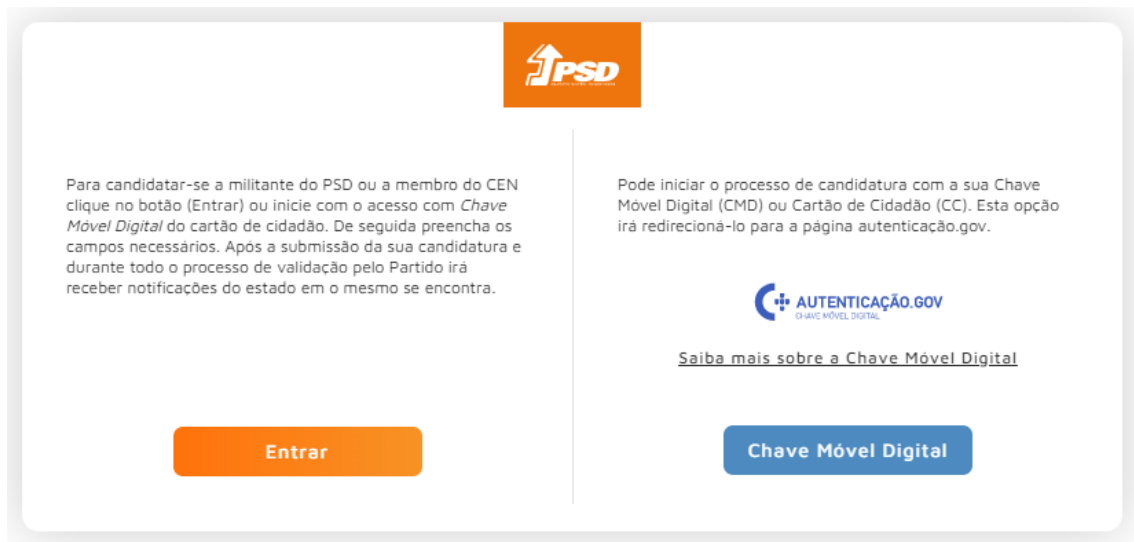 PSD
Para candidatar-se a militante do PSD ou a membro do CEN
clique no botão (Entrar) ou inicie com o acesso com Chave
Móvel Digital do cartão de cidadão. De seguida preencha os
campos necessários. Após a submissão da sua candidatura e
durante todo o processo de validação pelo Partido irá
receber notificações do estado em o mesmo se encontra.
Entrar
Pode iniciar o processo de candidatura com a sua Chave
Móvel Digital (CMD) ou Cartão de Cidadão (CC). Esta opção
irá redirecioná-lo para a página autenticação.gov.
AUTENTICAÇÃO.GOV
CHAVE MÓVEL DIGITAL
Saiba mais sobre a Chave Móvel Digital
Chave Móvel Digital